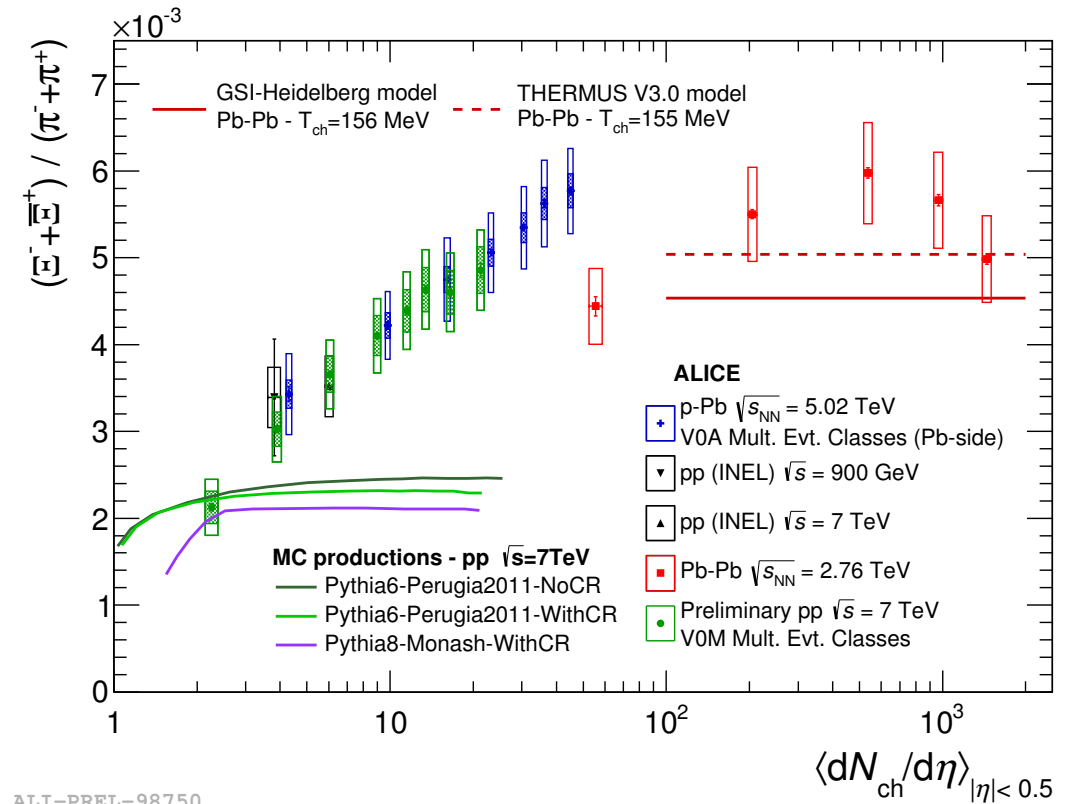 ×10⁻³
(Ξ⁻+Ξ̅⁺) / (π⁻+π⁺)
7
6
5
4
3
2
1
0
GSI-Heidelberg model
Pb-Pb - T_ch=156 MeV
THERMUS V3.0 model
Pb-Pb - T_ch=155 MeV
ALICE
p-Pb √s_NN = 5.02 TeV
V0A Mult. Evt. Classes (Pb-side)
pp (INEL) √s = 900 GeV
pp (INEL) √s = 7 TeV
Pb-Pb √s_NN = 2.76 TeV
Preliminary pp √s = 7 TeV
V0M Mult. Evt. Classes
MC productions - pp √s=7TeV
Pythia6-Perugia2011-NoCR
Pythia6-Perugia2011-WithCR
Pythia8-Monash-WithCR
1 10 10² 10³
⟨dN_ch/dη⟩_|η|< 0.5
ALI-PREL-98750